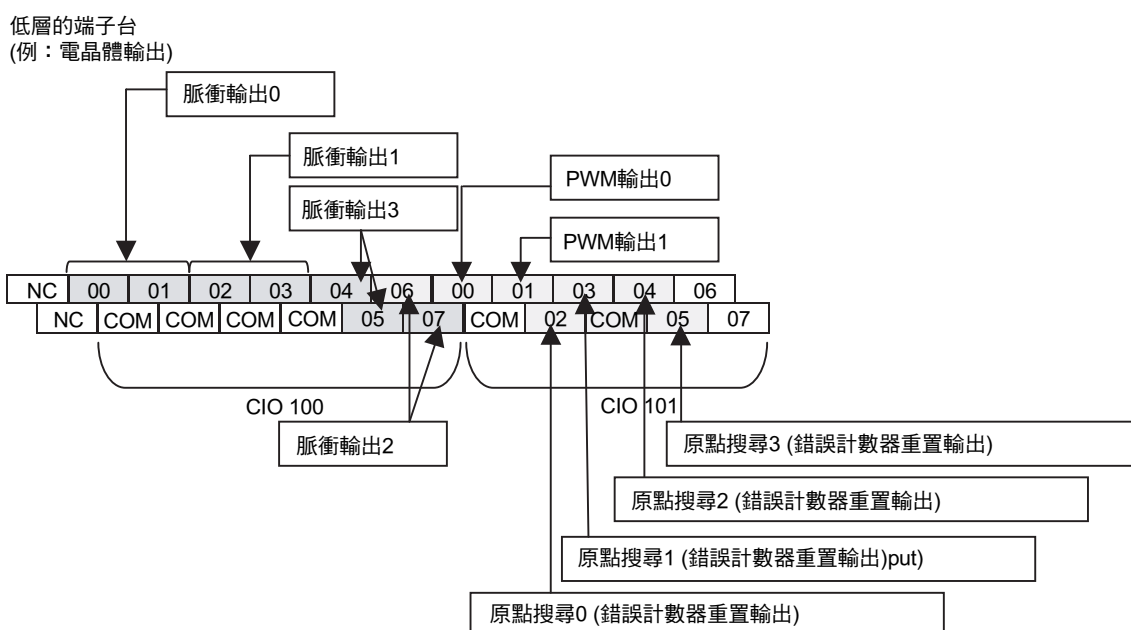 低層的端子台
(例：電晶體輸出)
脈衝輸出0
脈衝輸出1
PWM輸出0
脈衝輸出3
PWM輸出1
NC 00 01 02 03 04 06 00 01 03 04 06
NC COM COM COM COM 05 07 COM 02 COM 05 07
CIO 100 CIO 101
脈衝輸出2
原點搜尋3 (錯誤計數器重置輸出)
原點搜尋2 (錯誤計數器重置輸出)
原點搜尋1 (錯誤計數器重置輸出)put)
原點搜尋0 (錯誤計數器重置輸出)